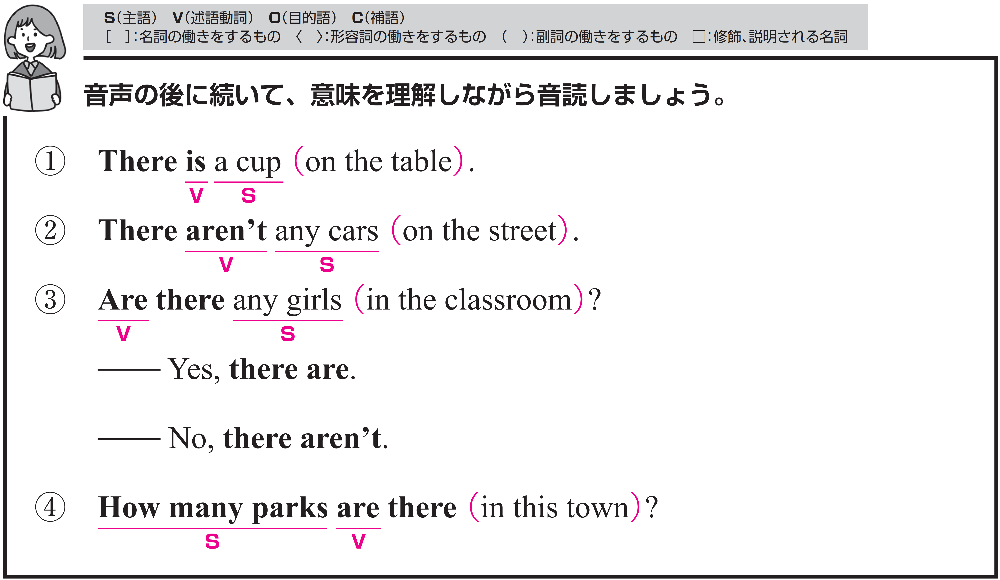 S（主語）　V（述語動詞）　O（目的語）　C（補語）
［　］：名詞の働きをするもの　〈　〉：形容詞の働きをするもの　（　）：副詞の働きをするもの　□：修飾、説明される名詞
音声の後に続いて、意味を理解しながら音読しましょう。
① There is a cup (on the table).
V S
② There aren’t any cars (on the street).
V S
③ Are there any girls (in the classroom)?
V S
—— Yes, there are.
—— No, there aren’t.
④ How many parks are there (in this town)?
S V